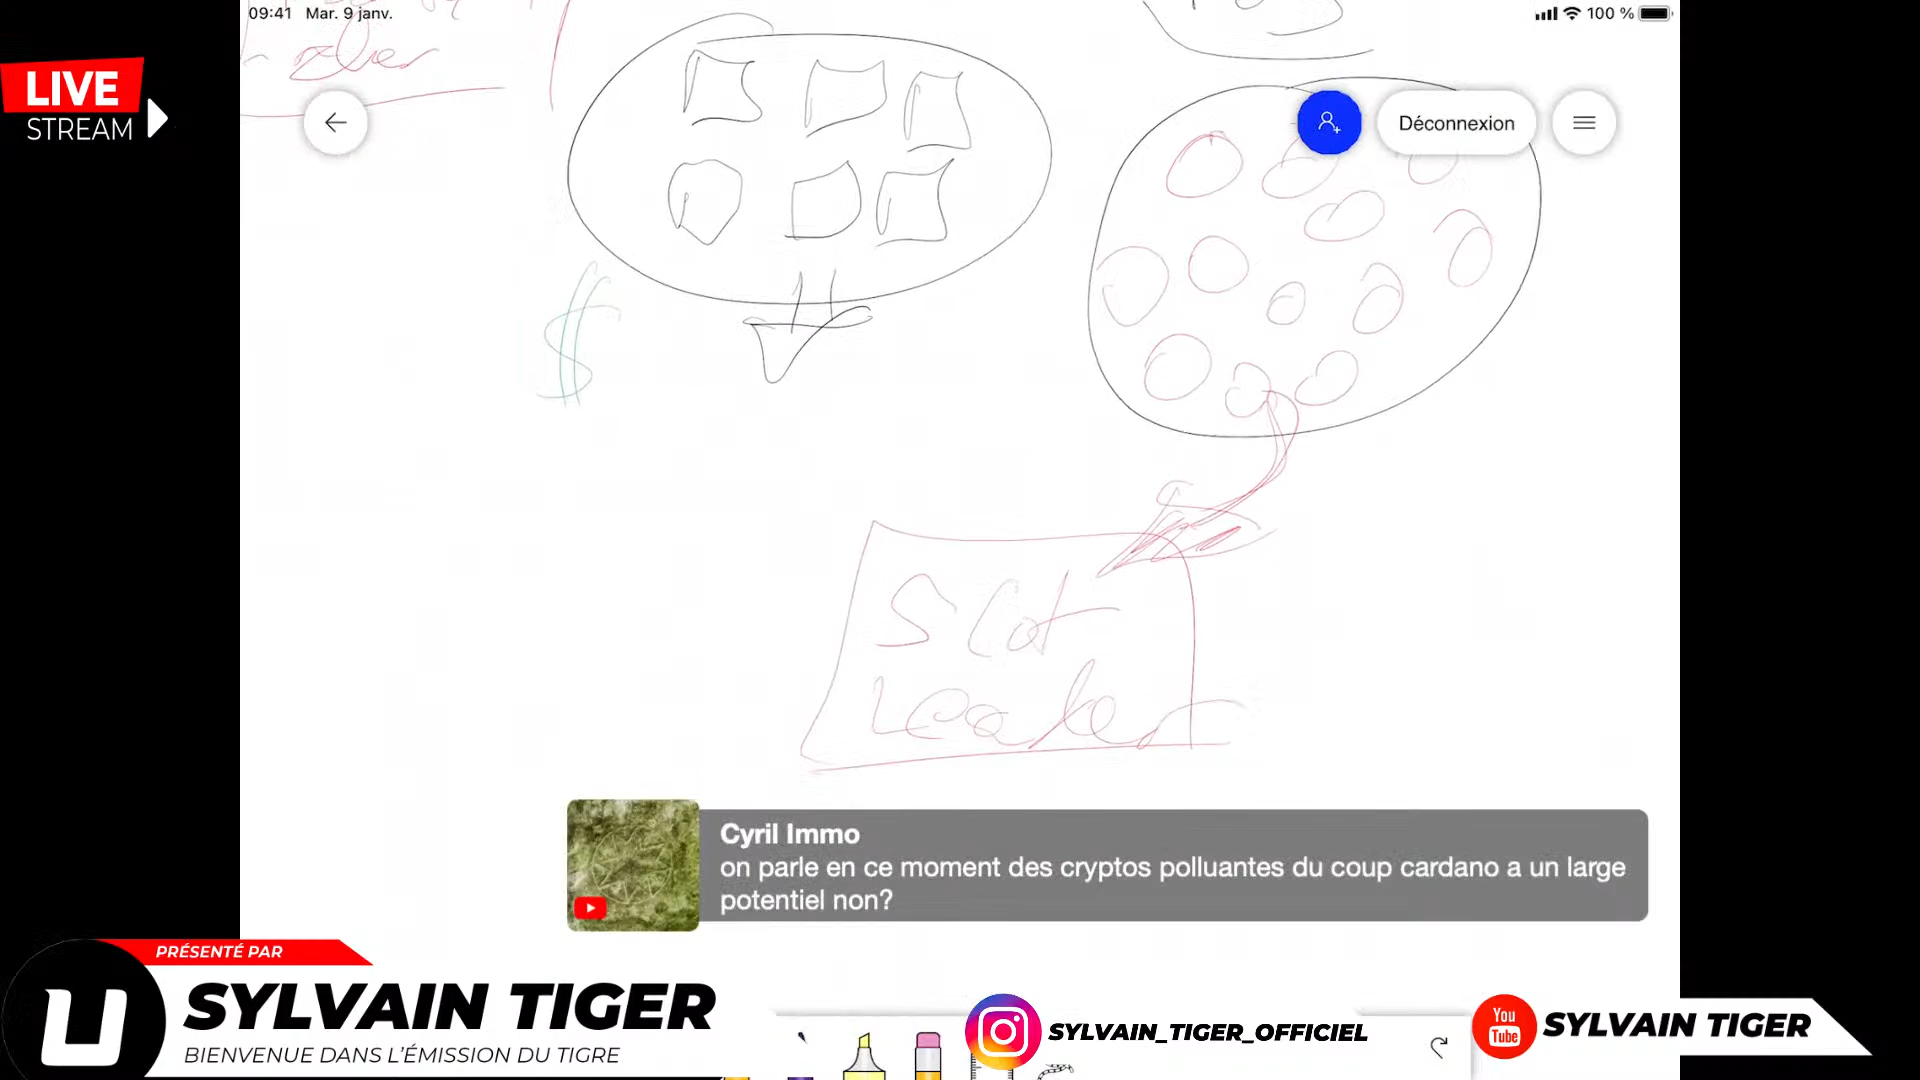 09:41 Mar. 9 janv.
100 %
LIVE
STREAM
Déconnexion
$
Slot
Leader
Cyril Immo
on parle en ce moment des cryptos polluantes du coup cardano a un large
potentiel non?
PRÉSENTÉ PAR
SYLVAIN TIGER
BIENVENUE DANS L'ÉMISSION DU TIGRE
SYLVAIN_TIGER_OFFICIEL
You
Tube
SYLVAIN TIGER